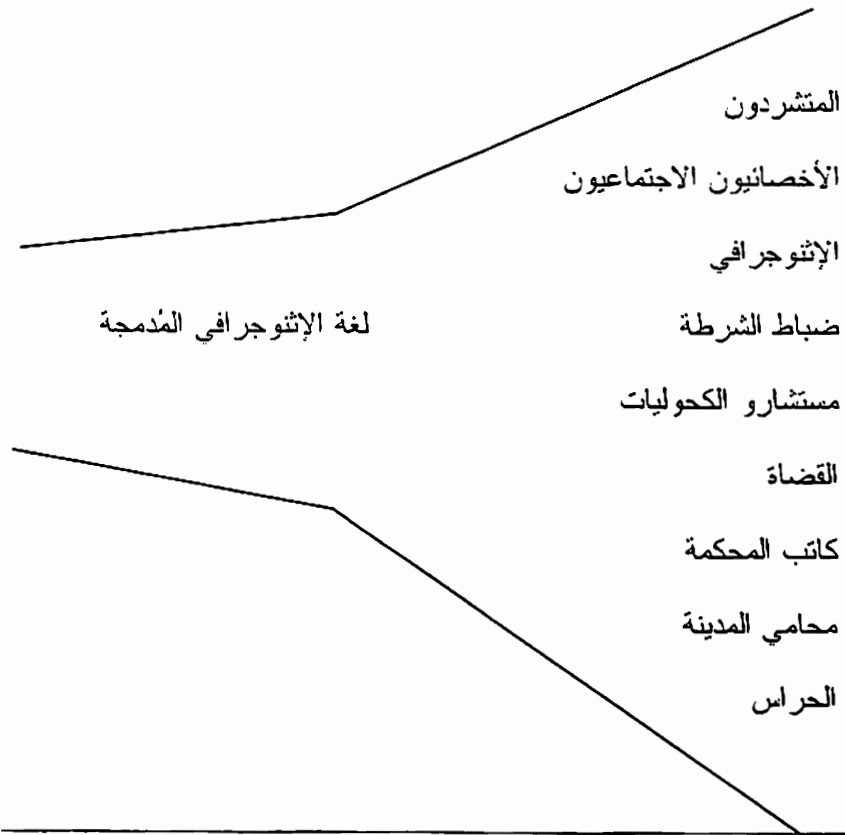 المتشردون
الأخصائيون الاجتماعيون
الإثنوجرافي
ضباط الشرطة
لغة الإثنوجرافي المُدمجة
مستشارو الكحوليات
القضاة
كاتب المحكمة
محامي المدينة
الحراس